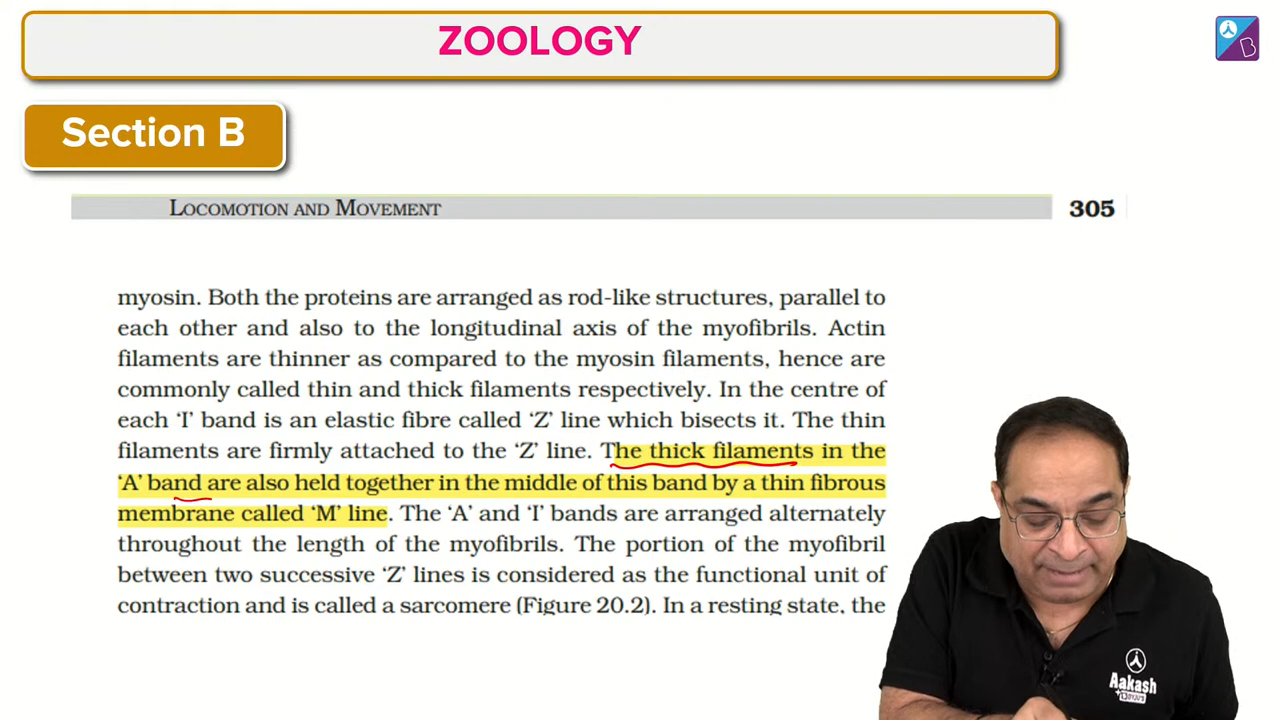 ZOOLOGY
Section B
LOCOMOTION AND MOVEMENT 305
myosin. Both the proteins are arranged as rod-like structures, parallel to
each other and also to the longitudinal axis of the myofibrils. Actin
filaments are thinner as compared to the myosin filaments, hence are
commonly called thin and thick filaments respectively. In the centre of
each ‘I’ band is an elastic fibre called ‘Z’ line which bisects it. The thin
filaments are firmly attached to the ‘Z’ line. The thick filaments in the
‘A’ band are also held together in the middle of this band by a thin fibrous
membrane called ‘M’ line. The ‘A’ and ‘I’ bands are arranged alternately
throughout the length of the myofibrils. The portion of the myofibril
between two successive ‘Z’ lines is considered as the functional unit of
contraction and is called a sarcomere (Figure 20.2). In a resting state, the
Aakash
BYJU'S